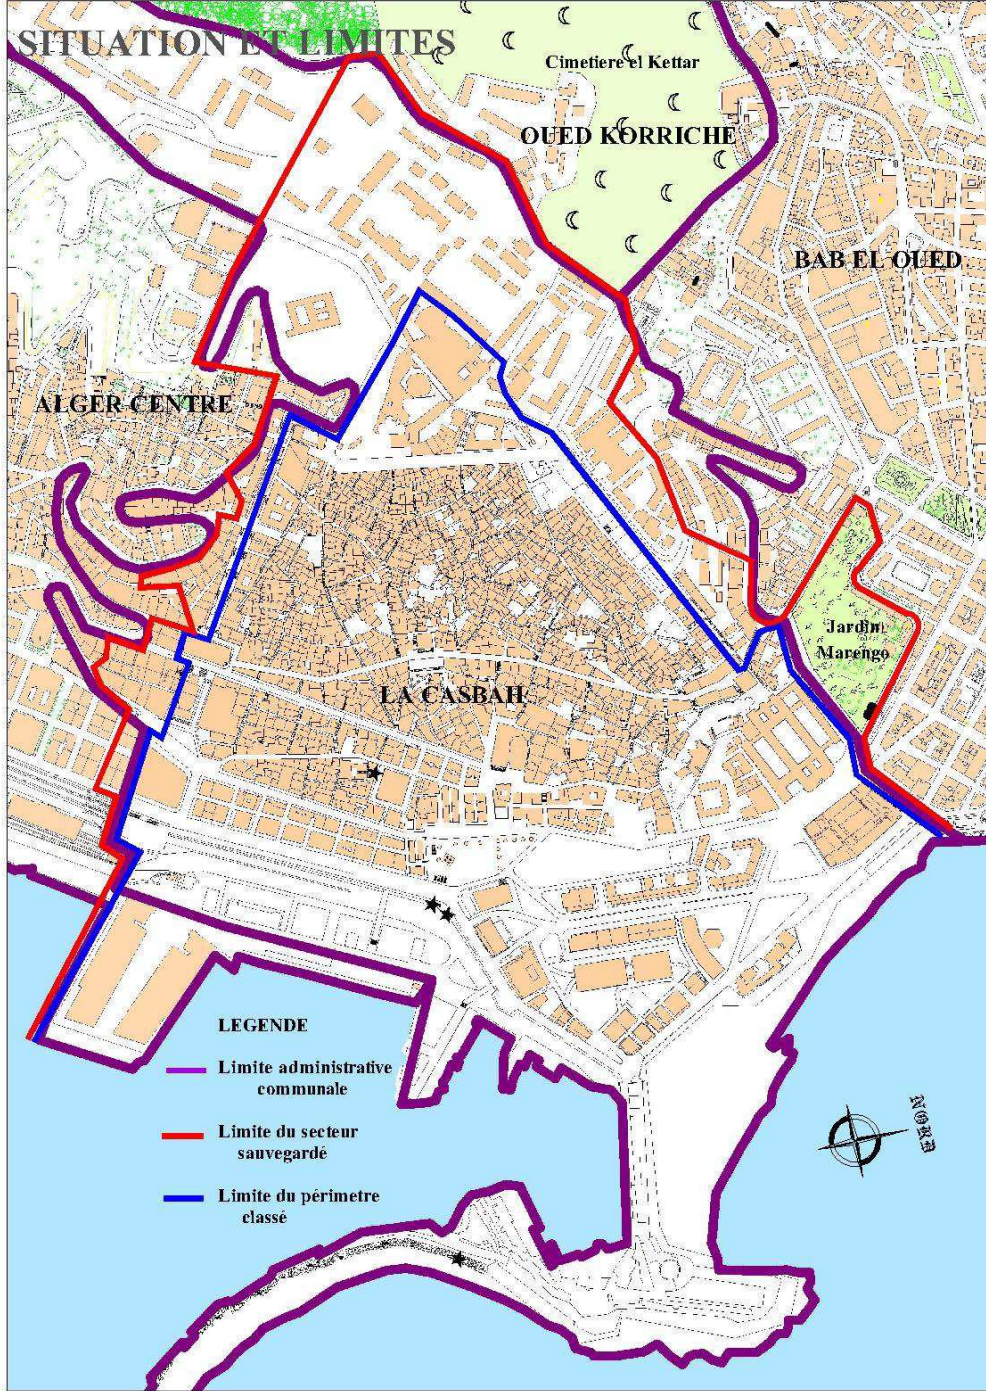 SITUATION ET LIMITES
Cimetiere el Kettar
OUED KORRICHE
BAB EL OUED
ALGER CENTRE
Jardin
Marengo
LA CASBAH
LEGENDE
Limite administrative
communale
Limite du secteur
sauvegardé
Limite du périmetre
classé
NORD